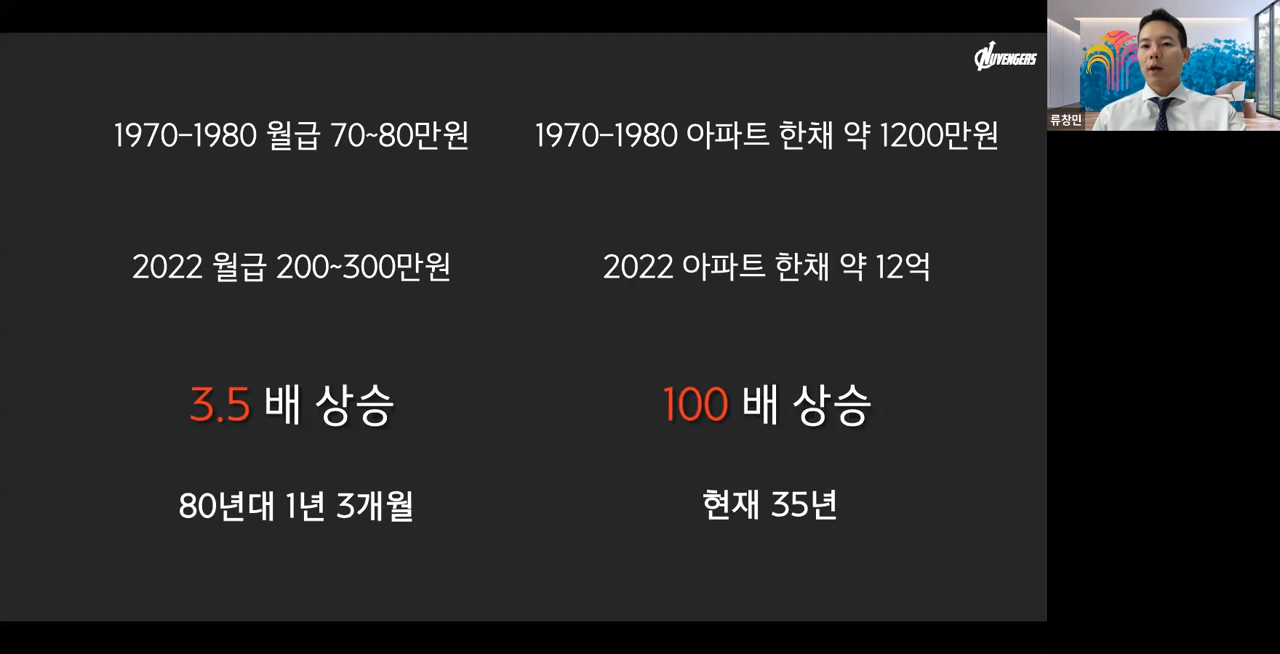 NUVENGERS
1970-1980 월급 70~80만원
1970-1980 아파트 한채 약 1200만원
2022 월급 200~300만원
2022 아파트 한채 약 12억
3.5 배 상승
100 배 상승
80년대 1년 3개월
현재 35년
류창민